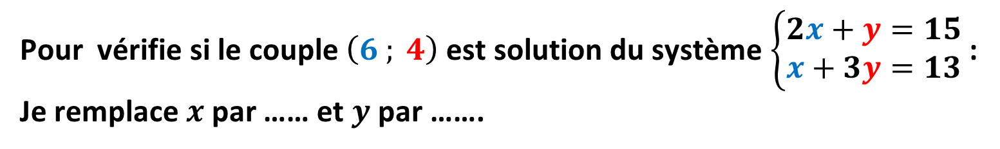 Pour vérifie si le couple (6 ; 4) est solution du système {2x + y = 15
x + 3y = 13 :
Je remplace x par ...... et y par .......